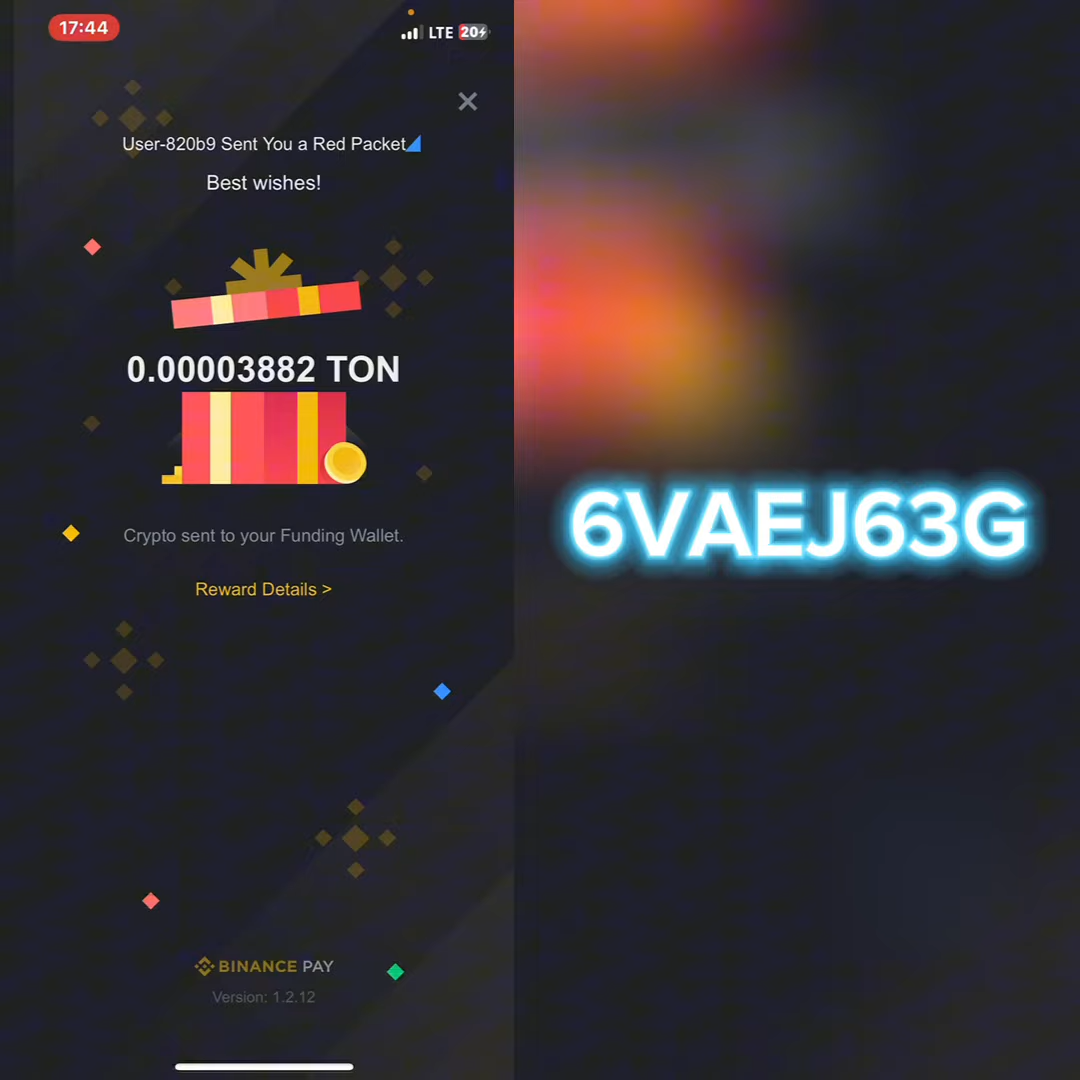 17:44
LTE 20
User-820b9 Sent You a Red Packet
Best wishes!
0.00003882 TON
Crypto sent to your Funding Wallet.
Reward Details >
BINANCE PAY
Version: 1.2.12
6VAEJ63G